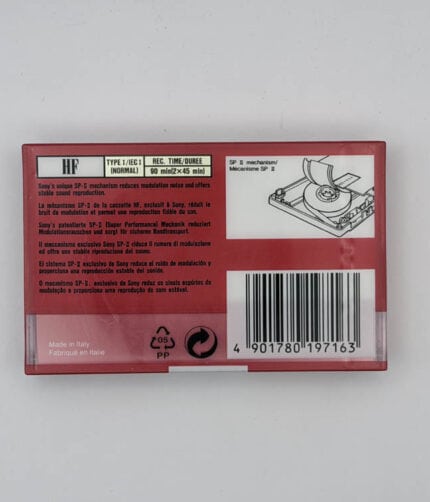 HF
TYPE I/IEC I
(NORMAL)
REC. TIME/DUREE
90 min(2×45 min)
SP Ⅱ mechanism/
Mécanisme SP Ⅱ
Sony's unique SP-Ⅱ mechanism reduces modulation noise and offers
stable sound reproduction.
Le mécanisme SP-Ⅱ de la cassette HF, exclusif à Sony, réduit le
bruit de modulation et permet une reproduction fiable du son.
Sony's patentierte SP-Ⅱ (Super Performance) Mechanik reduziert
Modulationsrauschen und sorgt für sicheren Bandtransport.
Il meccanismo esclusivo Sony SP-Ⅱ riduce il rumore di modulazione
ed offre una stabile riproduzione del suono.
El sistema SP-Ⅱ exclusivo de Sony reduce el ruido de modulación y
proporciona una reproducción estable del sonido.
O mecanismo SP-Ⅱ, exclusivo de Sony reduz os sinais espúrios de
modulação e proporciona uma reprodução de som estável.
Made in Italy
Fabriqué en Italie
05
PP
4 901780 197163